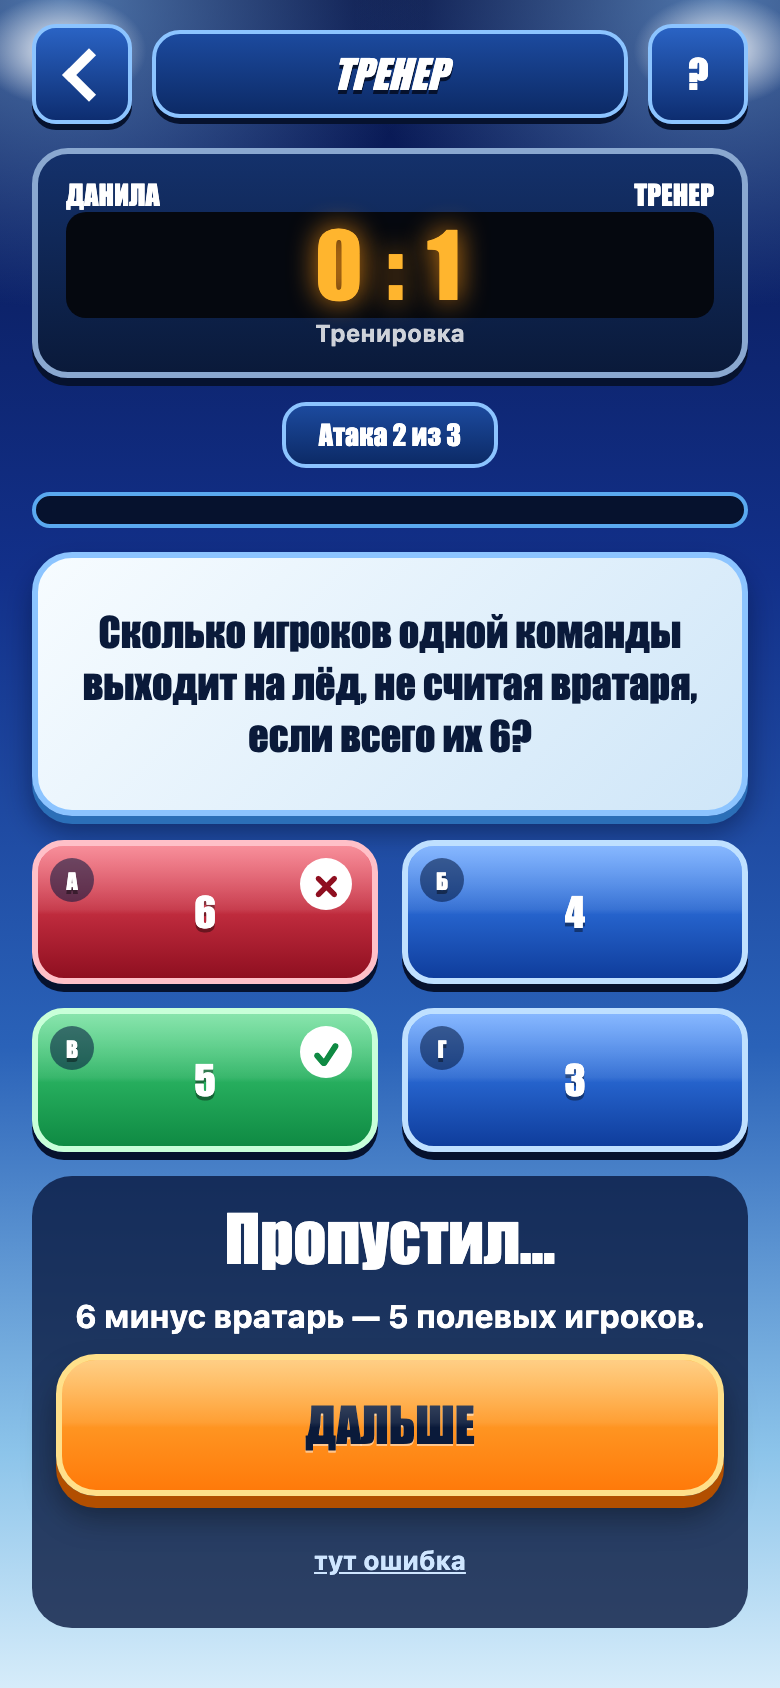 ТРЕНЕР
?
ДАНИЛА
ТРЕНЕР
0 : 1
Тренировка
Атака 2 из 3
Сколько игроков одной команды
выходит на лёд, не считая вратаря,
если всего их 6?
А
6
Б
4
В
5
Г
3
Пропустил...
6 минус вратарь — 5 полевых игроков.
ДАЛЬШЕ
тут ошибка